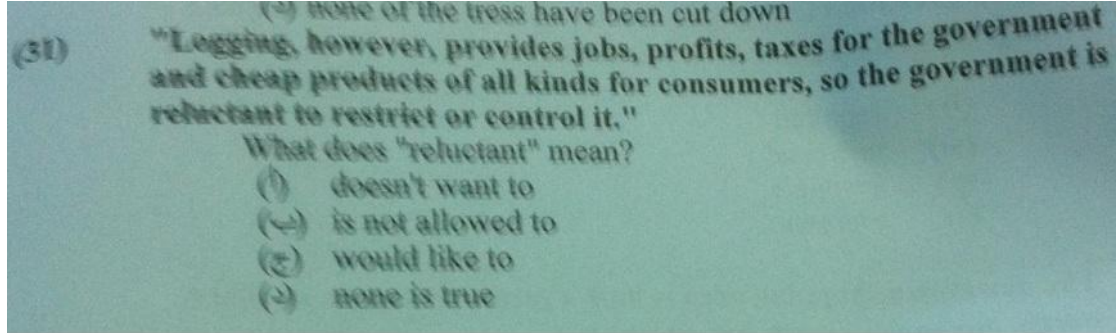 (د) none of the tress have been cut down
(31) "Logging, however, provides jobs, profits, taxes for the government
and cheap products of all kinds for consumers, so the government is
reluctant to restrict or control it."
What does "reluctant" mean?
(أ) doesn't want to
(ب) is not allowed to
(ج) would like to
(د) none is true